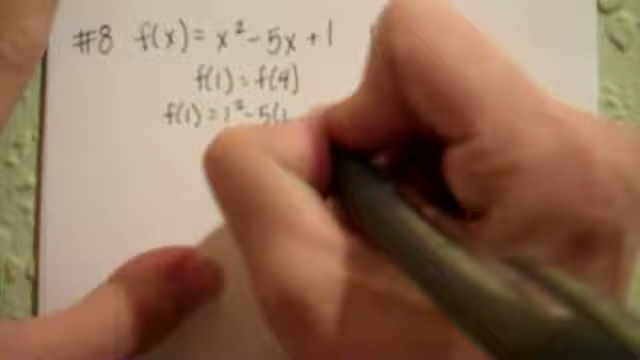 #8 f(x) = x² - 5x + 1
f(1) = f(4)
f(1) = 1² - 5(1